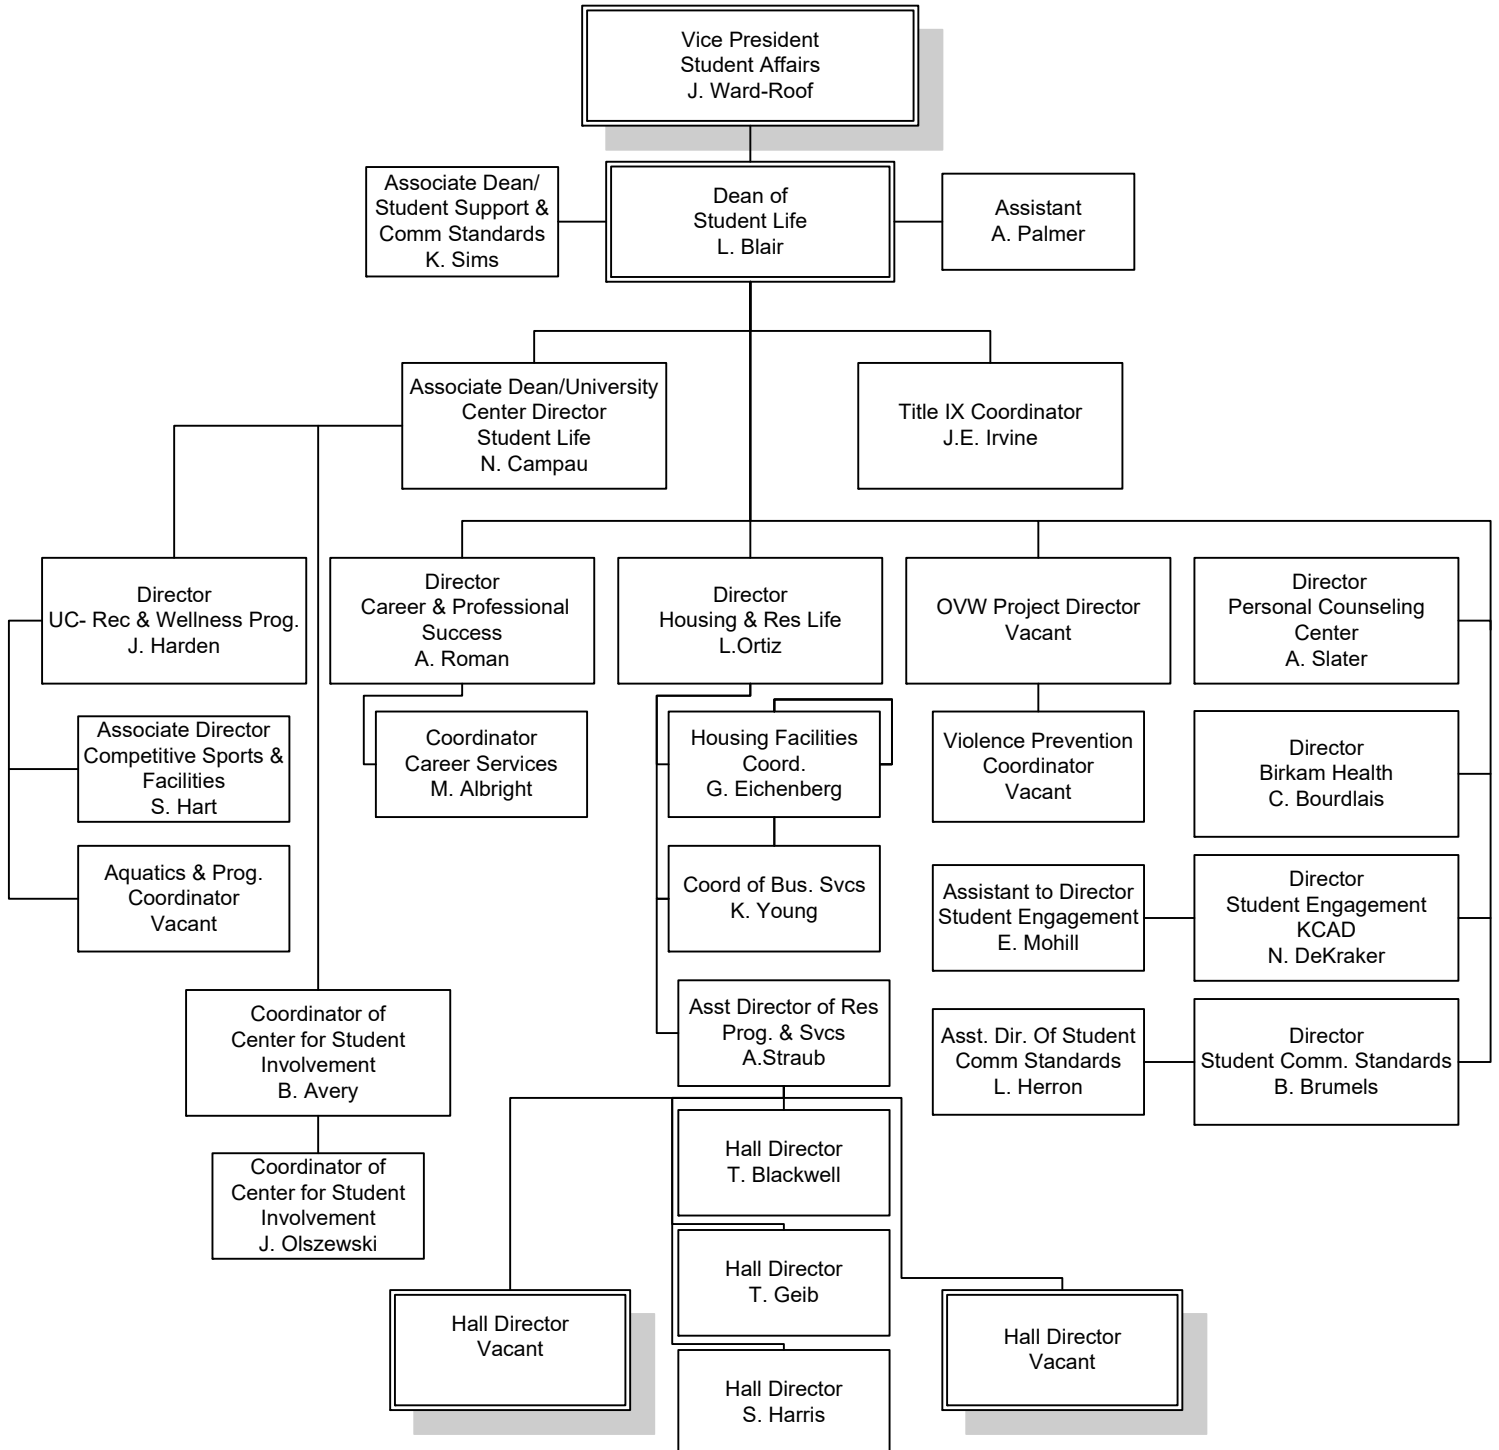 Vice President
Student Affairs
J. Ward-Roof
Associate Dean/
Student Support &
Comm Standards
K. Sims
Dean of
Student Life
L. Blair
Assistant
A. Palmer
Associate Dean/University
Center Director
Student Life
N. Campau
Title IX Coordinator
J.E. Irvine
Director
UC- Rec & Wellness Prog.
J. Harden
Director
Career & Professional
Success
A. Roman
Director
Housing & Res Life
L.Ortiz
OVW Project Director
Vacant
Director
Personal Counseling
Center
A. Slater
Associate Director
Competitive Sports &
Facilities
S. Hart
Coordinator
Career Services
M. Albright
Housing Facilities
Coord.
G. Eichenberg
Violence Prevention
Coordinator
Vacant
Director
Birkam Health
C. Bourdlais
Aquatics & Prog.
Coordinator
Vacant
Coord of Bus. Svcs
K. Young
Assistant to Director
Student Engagement
E. Mohill
Director
Student Engagement
KCAD
N. DeKraker
Coordinator of
Center for Student
Involvement
B. Avery
Asst Director of Res
Prog. & Svcs
A.Straub
Asst. Dir. Of Student
Comm Standards
L. Herron
Director
Student Comm. Standards
B. Brumels
Coordinator of
Center for Student
Involvement
J. Olszewski
Hall Director
T. Blackwell
Hall Director
T. Geib
Hall Director
Vacant
Hall Director
Vacant
Hall Director
S. Harris